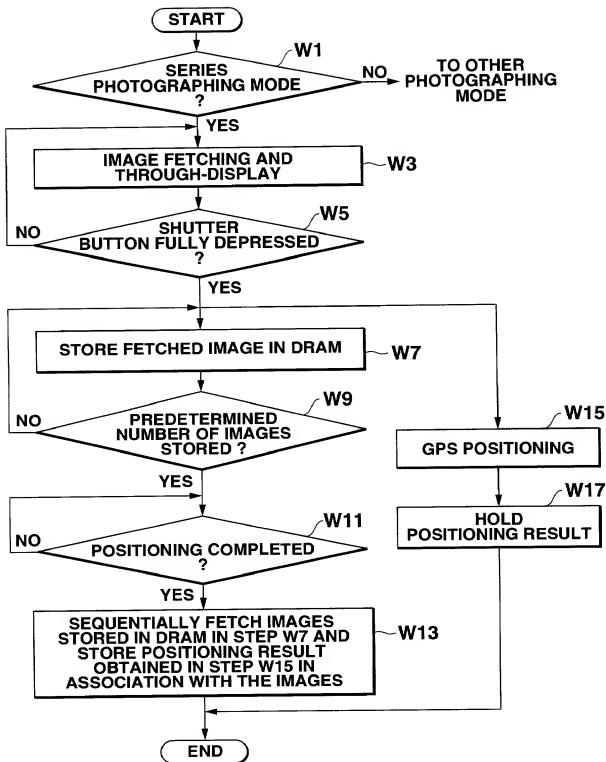 START
W1
SERIES
PHOTOGRAPHING MODE
?
NO
TO OTHER
PHOTOGRAPHING
MODE
YES
IMAGE FETCHING AND
THROUGH-DISPLAY
W3
W5
NO
SHUTTER
BUTTON FULLY DEPRESSED
?
YES
STORE FETCHED IMAGE IN DRAM
W7
W9
NO
PREDETERMINED
NUMBER OF IMAGES
STORED ?
YES
W15
GPS POSITIONING
W17
HOLD
POSITIONING RESULT
W11
NO
POSITIONING COMPLETED
?
YES
SEQUENTIALLY FETCH IMAGES
STORED IN DRAM IN STEP W7 AND
STORE POSITIONING RESULT
OBTAINED IN STEP W15 IN
ASSOCIATION WITH THE IMAGES
W13
END